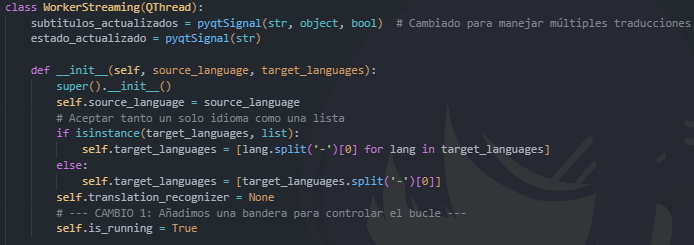 class WorkerStreaming(QThread):
    subtitulos_actualizados = pyqtSignal(str, object, bool)  # Cambiado para manejar múltiples traducciones
    estado_actualizado = pyqtSignal(str)

    def __init__(self, source_language, target_languages):
        super().__init__()
        self.source_language = source_language
        # Aceptar tanto un solo idioma como una lista
        if isinstance(target_languages, list):
            self.target_languages = [lang.split('-')[0] for lang in target_languages]
        else:
            self.target_languages = [target_languages.split('-')[0]]
        self.translation_recognizer = None
        # --- CAMBIO 1: Añadimos una bandera para controlar el bucle ---
        self.is_running = True